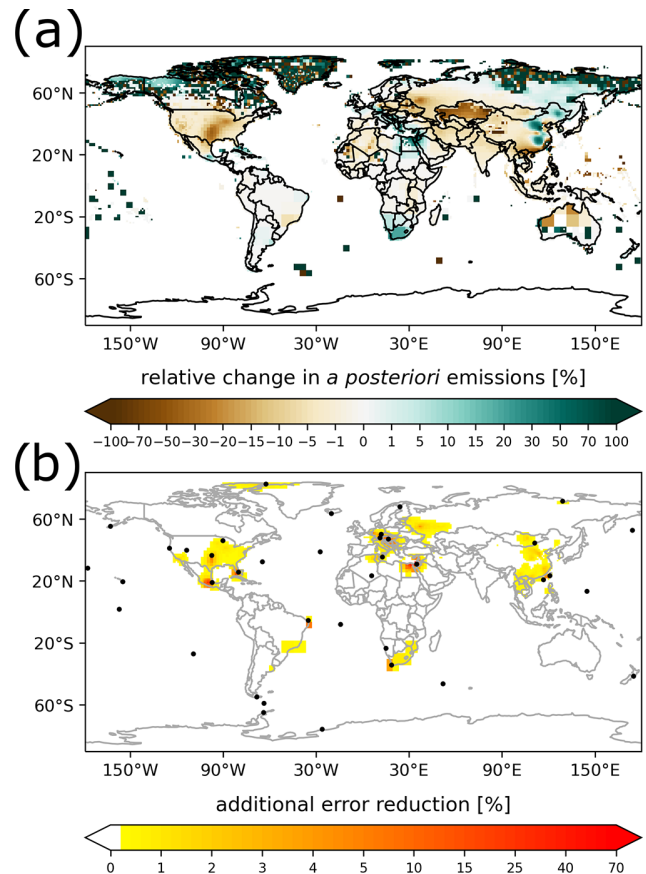 (a)
60°N
20°N
20°S
60°S
150°W 90°W 30°W 30°E 90°E 150°E
relative change in a posteriori emissions [%]
−100 −70 −50 −30 −20 −15 −10 −5 −1 0 1 5 10 15 20 30 50 70 100
(b)
60°N
20°N
20°S
60°S
150°W 90°W 30°W 30°E 90°E 150°E
additional error reduction [%]
0 1 2 3 4 5 10 15 25 40 70